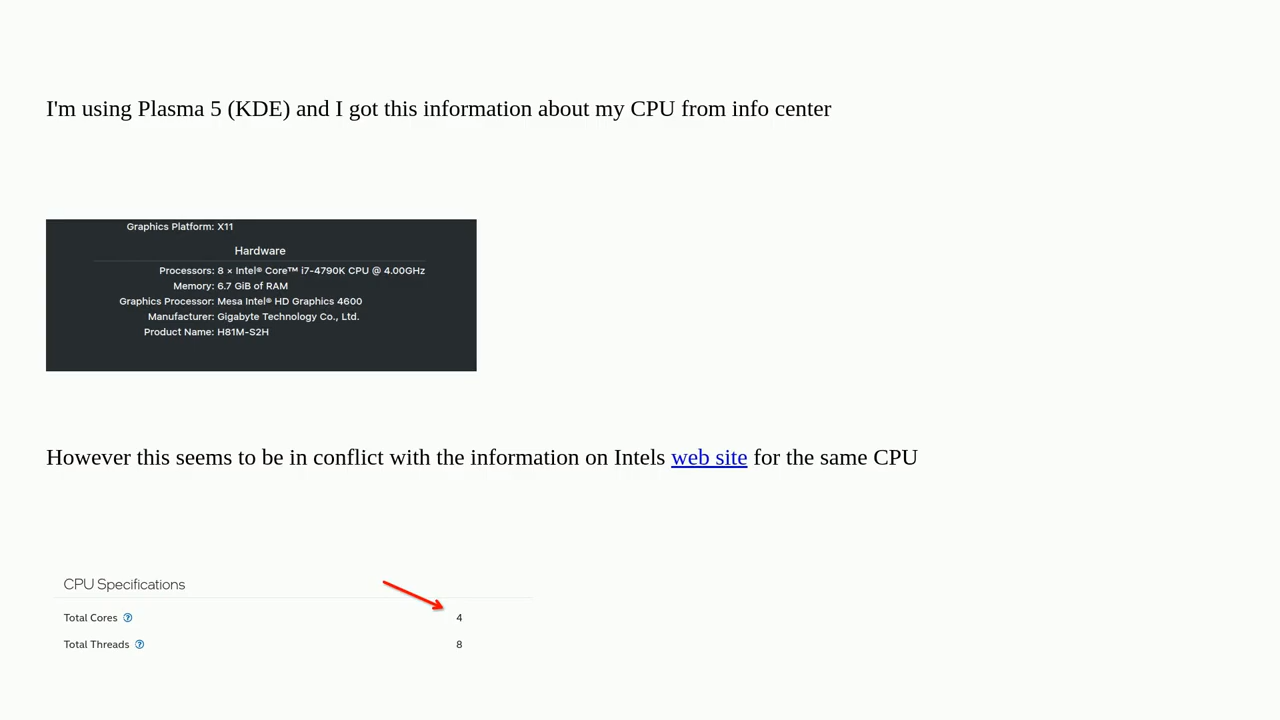 I'm using Plasma 5 (KDE) and I got this information about my CPU from info center
Graphics Platform: X11
Hardware
Processors: 8 × Intel® Core™ i7-4790K CPU @ 4.00GHz
Memory: 6.7 GiB of RAM
Graphics Processor: Mesa Intel® HD Graphics 4600
Manufacturer: Gigabyte Technology Co., Ltd.
Product Name: H81M-S2H
However this seems to be in conflict with the information on Intels web site for the same CPU
CPU Specifications
Total Cores ? 4
Total Threads ? 8